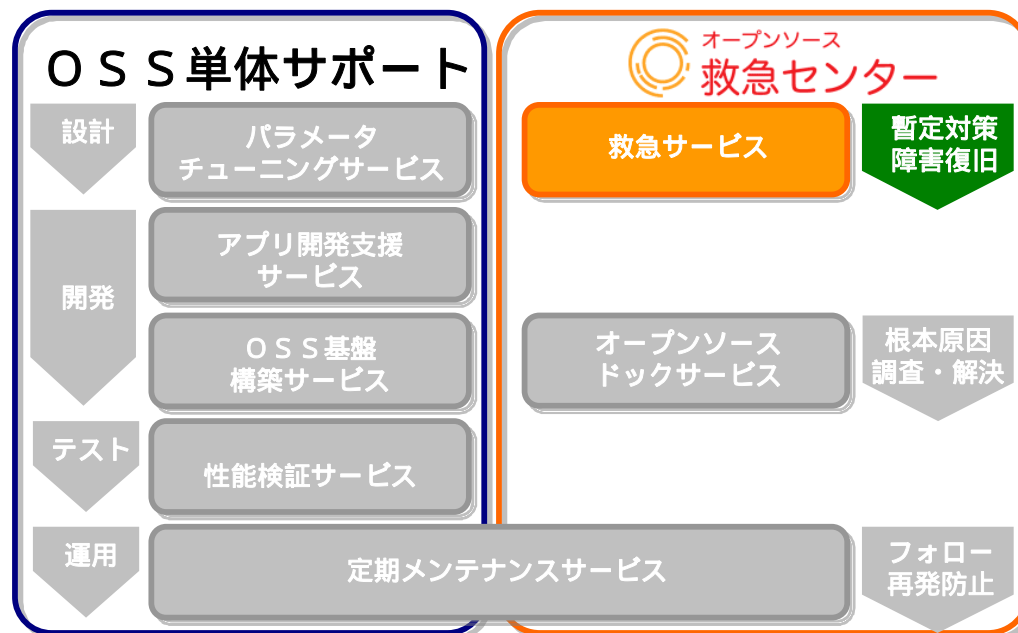 ＯＳＳ単体サポート
設計
パラメータ
チューニングサービス
開発
アプリ開発支援
サービス
ＯＳＳ基盤
構築サービス
テスト
性能検証サービス
運用
定期メンテナンスサービス
オープンソース
救急センター
救急サービス
暫定対策
障害復旧
オープンソース
ドックサービス
根本原因
調査・解決
フォロー
再発防止